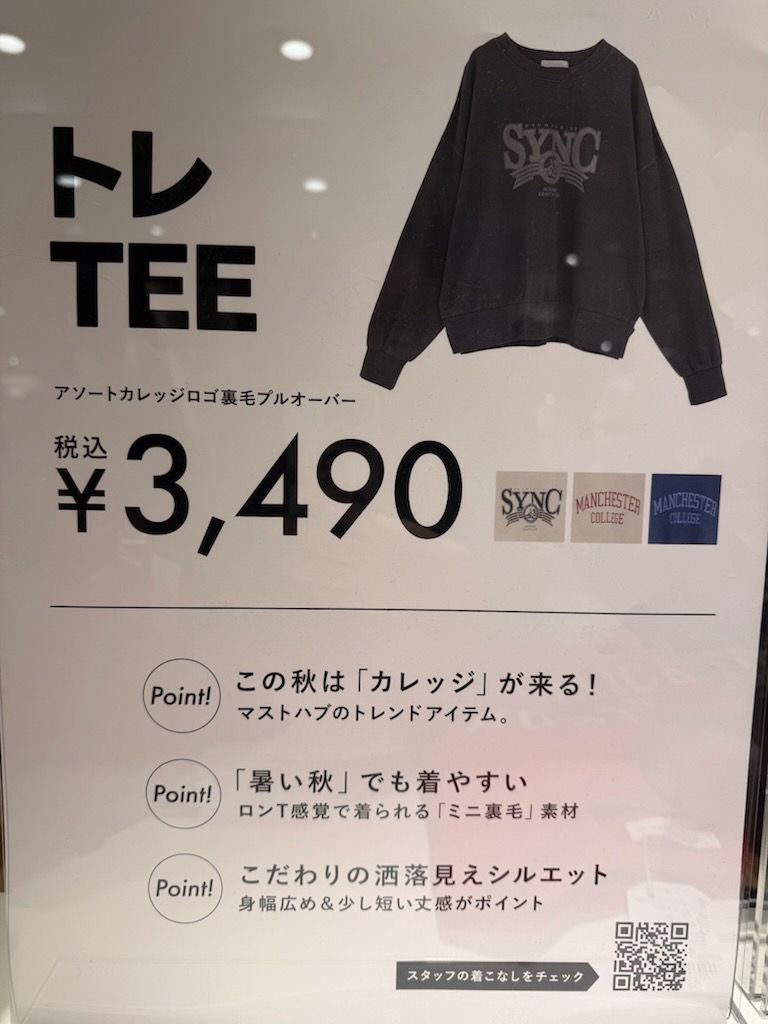 トレ
TEE
SYNC
アソートカレッジロゴ裏毛プルオーバー
税込
¥3,490
SYNC
MANCHESTER
COLLEGE
MANCHESTER
COLLEGE
Point!
この秋は「カレッジ」が来る!
マストハブのトレンドアイテム。
Point!
「暑い秋」でも着やすい
ロンT感覚で着られる「ミニ裏毛」素材
Point!
こだわりの洒落見えシルエット
身幅広め&少し短い丈感がポイント
スタッフの着こなしをチェック